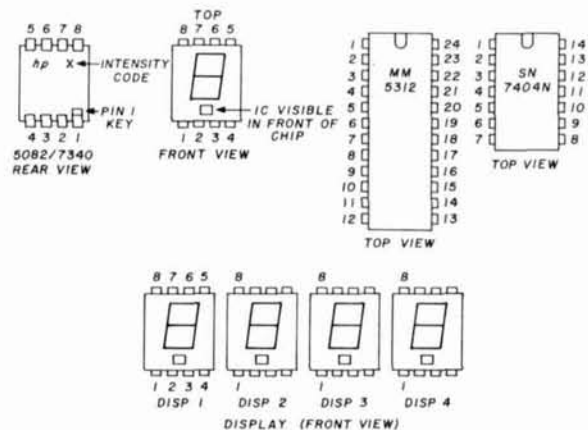 TOP
5 6 7 8
8 7 6 5
hp X
INTENSITY CODE
PIN 1 KEY
4 3 2 1
5082/7340
REAR VIEW
IC VISIBLE IN FRONT OF CHIP
1 2 3 4
FRONT VIEW
1 24
2 23
3 22
4 21
5 20
6 19
7 18
8 17
9 16
10 15
11 14
12 13
MM
5312
TOP VIEW
1 14
2 13
3 12
4 11
5 10
6 9
7 8
SN
7404N
TOP VIEW
8 7 6 5
8
8
8
1 2 3 4
1
1
1
DISP 1
DISP 2
DISP 3
DISP 4
DISPLAY (FRONT VIEW)